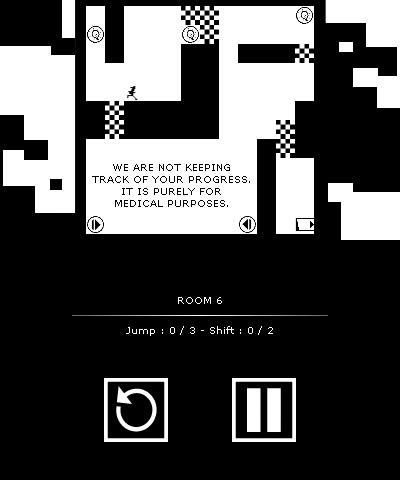 Q
Q
Q
WE ARE NOT KEEPING
TRACK OF YOUR PROGRESS.
IT IS PURELY FOR
MEDICAL PURPOSES.
ROOM 6
Jump : 0 / 3 - Shift : 0 / 2